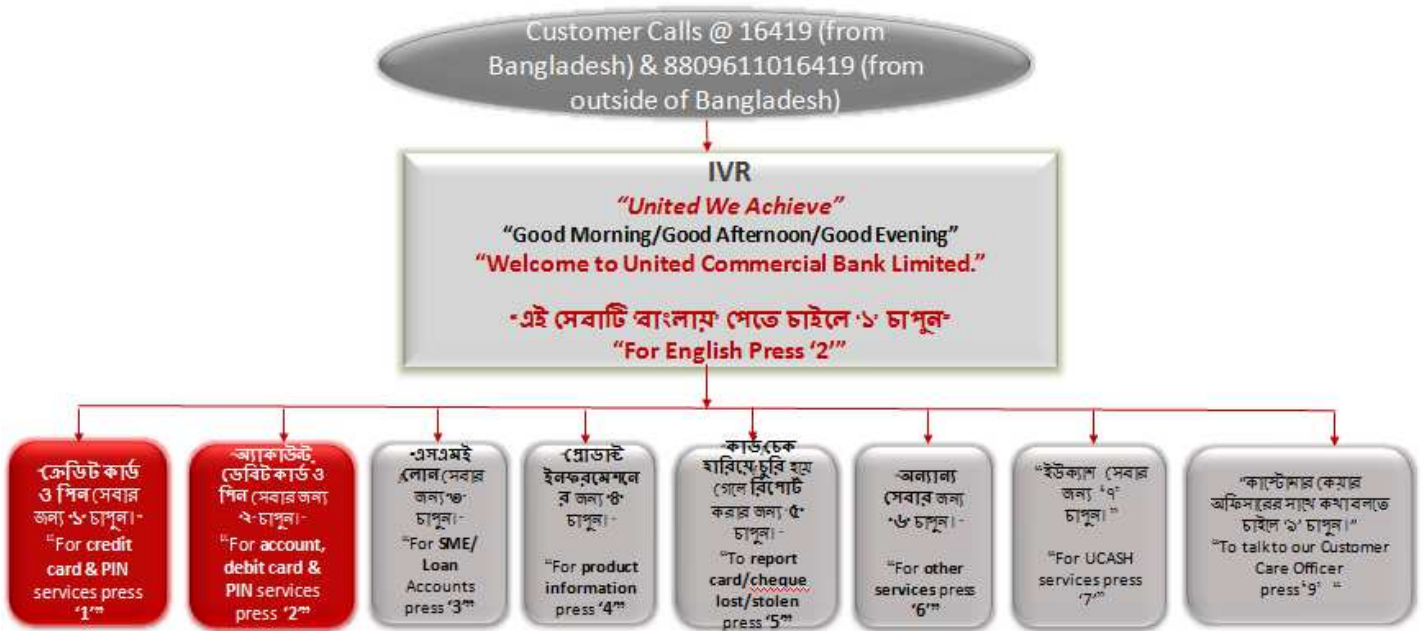 Customer Calls @ 16419 (from
Bangladesh) & 8809611016419 (from
outside of Bangladesh)
IVR
“United We Achieve”
“Good Morning/Good Afternoon/Good Evening”
“Welcome to United Commercial Bank Limited.”
“এই সেবাটি ‘বাংলায়’ পেতে চাইলে ‘১’ চাপুন”
“For English Press ‘2’”
“ক্রেডিট কার্ড
ও পিন সেবার
জন্য ‘১’ চাপুন।”
“For credit
card & PIN
services press
‘1’”
“অ্যাকাউন্ট,
ডেবিট কার্ড ও
পিন সেবার জন্য
‘২’ চাপুন।”
“For account,
debit card &
PIN services
press ‘2’”
“এসএমই
লোন সেবার
জন্য ‘৩’
চাপুন।”
“For SME/
Loan
Accounts
press ‘3’”
“প্রোডাক্ট
ইনফরমেশনে
র জন্য ‘৪’
চাপুন।”
“For product
information
press ‘4’”
“কার্ড/চেক
হারিয়ে/চুরি হয়ে
গেলে রিপোর্ট
করার জন্য ‘৫’
চাপুন।”
“To report
card/cheque
lost/stolen
press ‘5’”
“অন্যান্য
সেবার জন্য
‘৬’ চাপুন।”
“For other
services press
‘6’”
“ইউক্যাশ সেবার
জন্য ‘৭’
চাপুন।”
“For UCASH
services press
‘7’”
“কাস্টোমার কেয়ার
অফিসারের সাথে কথা বলতে
চাইলে ‘৯’ চাপুন।”
“To talk to our Customer
Care Officer
press ‘9’ “